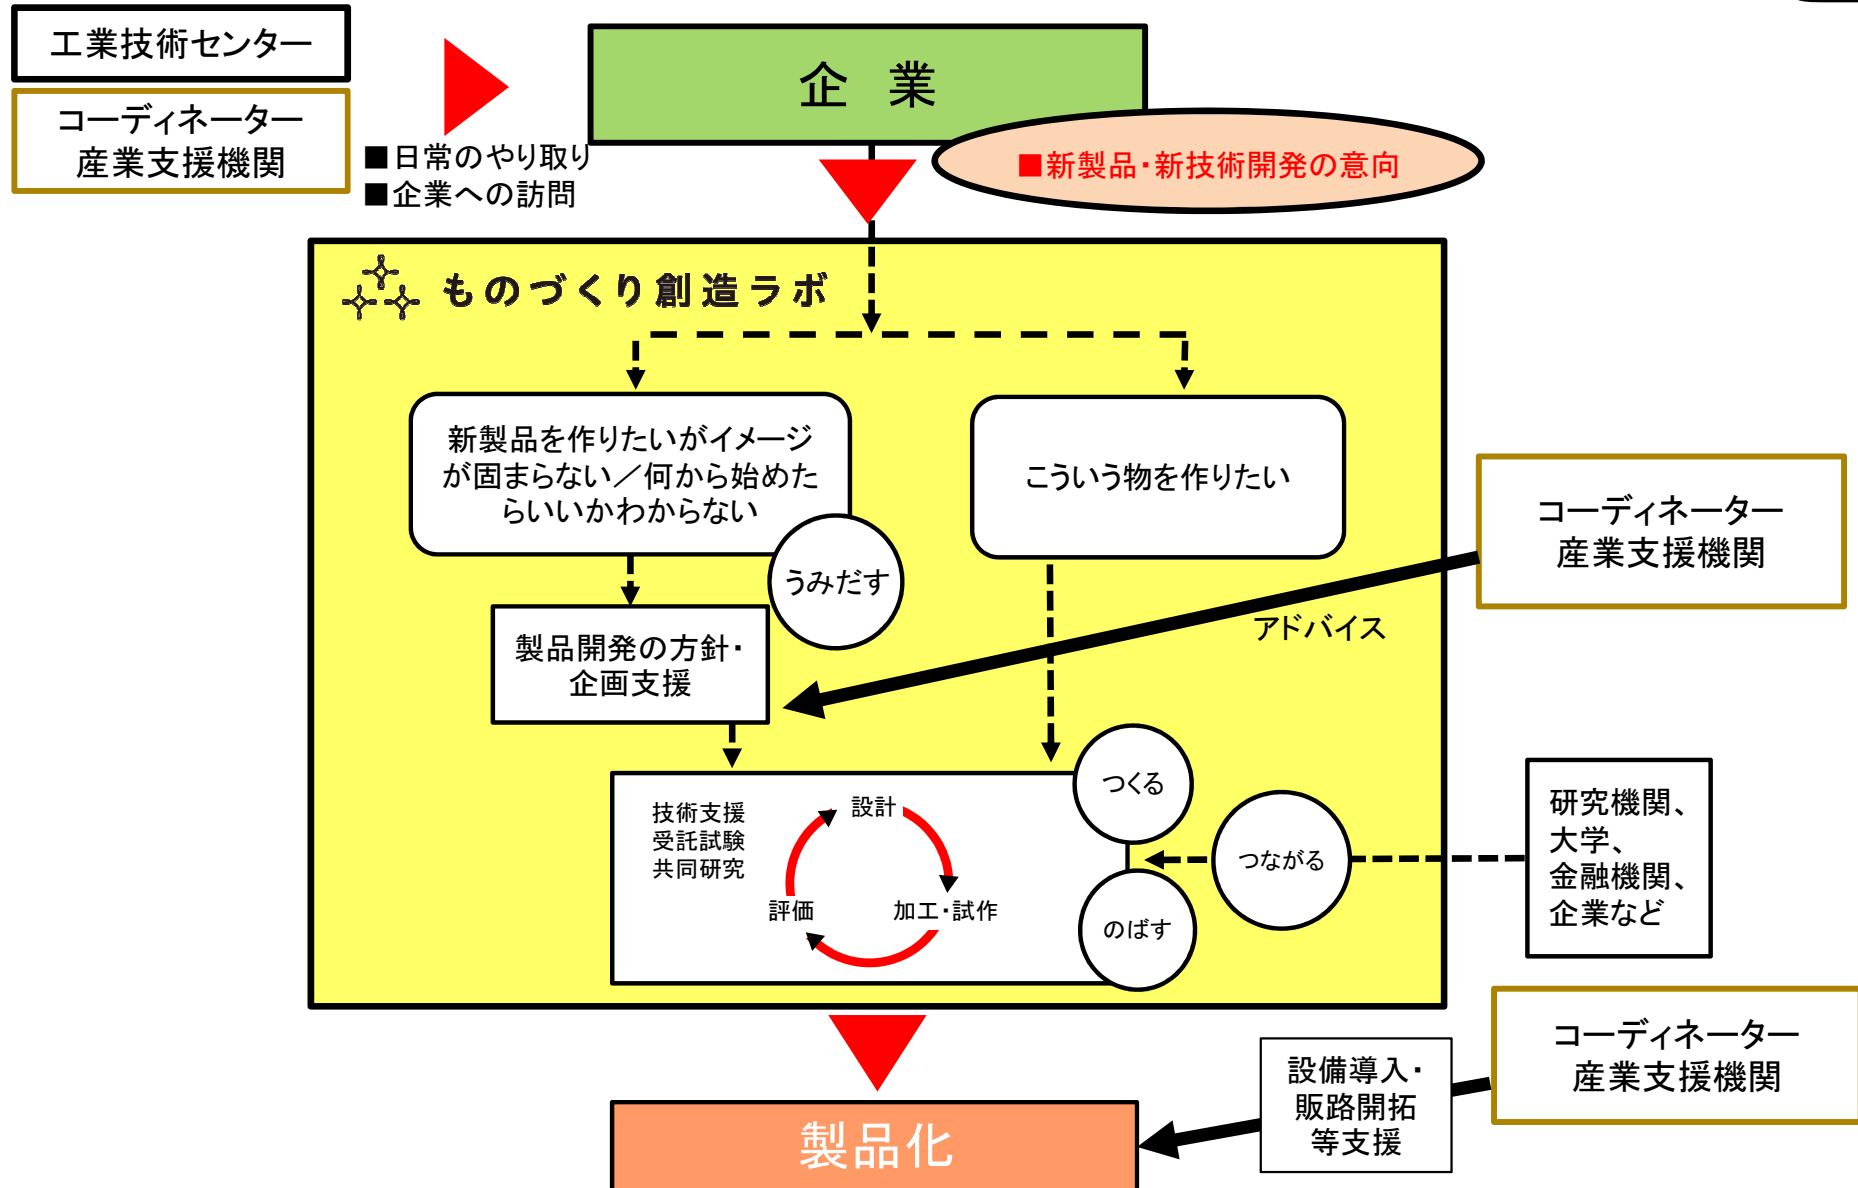 工業技術センター
コーディネーター
産業支援機関
■日常のやり取り
■企業への訪問
企　業
■新製品・新技術開発の意向
ものづくり創造ラボ
新製品を作りたいがイメージ
が固まらない／何から始めた
らいいかわからない
こういう物を作りたい
うみだす
コーディネーター
産業支援機関
アドバイス
製品開発の方針・
企画支援
技術支援
受託試験
共同研究
設計
加工・試作
評価
つくる
つながる
のばす
研究機関、
大学、
金融機関、
企業など
コーディネーター
産業支援機関
設備導入・
販路開拓
等支援
製品化